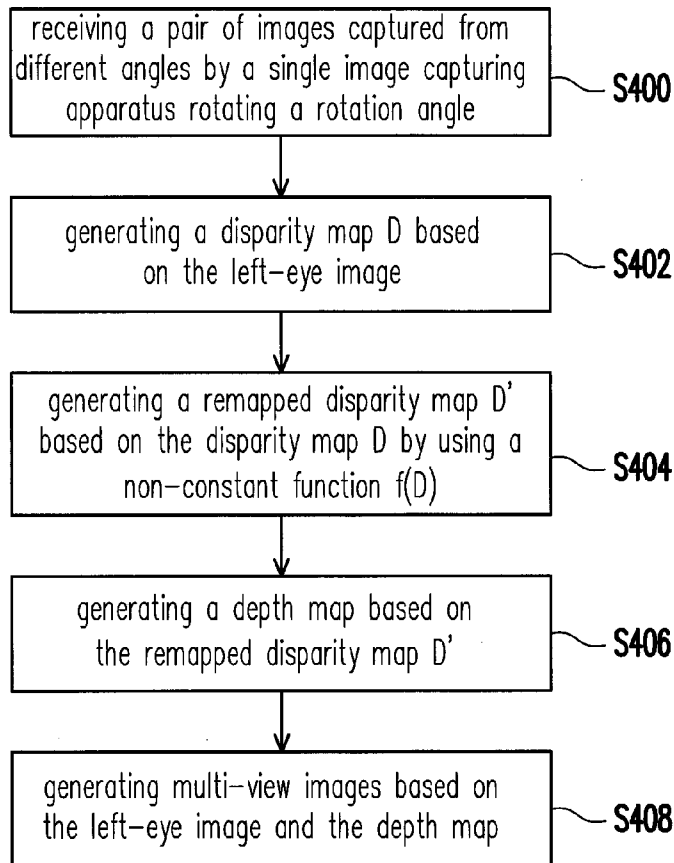 receiving a pair of images captured from
different angles by a single image capturing
apparatus rotating a rotation angle
S400
generating a disparity map D based
on the left-eye image
S402
generating a remapped disparity map D'
based on the disparity map D by using a
non-constant function f(D)
S404
generating a depth map based on
the remapped disparity map D'
S406
generating multi-view images based on
the left-eye image and the depth map
S408